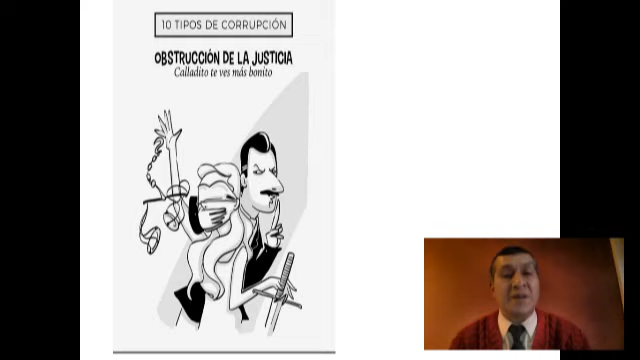 10 TIPOS DE CORRUPCIÓN
OBSTRUCCIÓN DE LA JUSTICIA
Calladito te ves más bonito